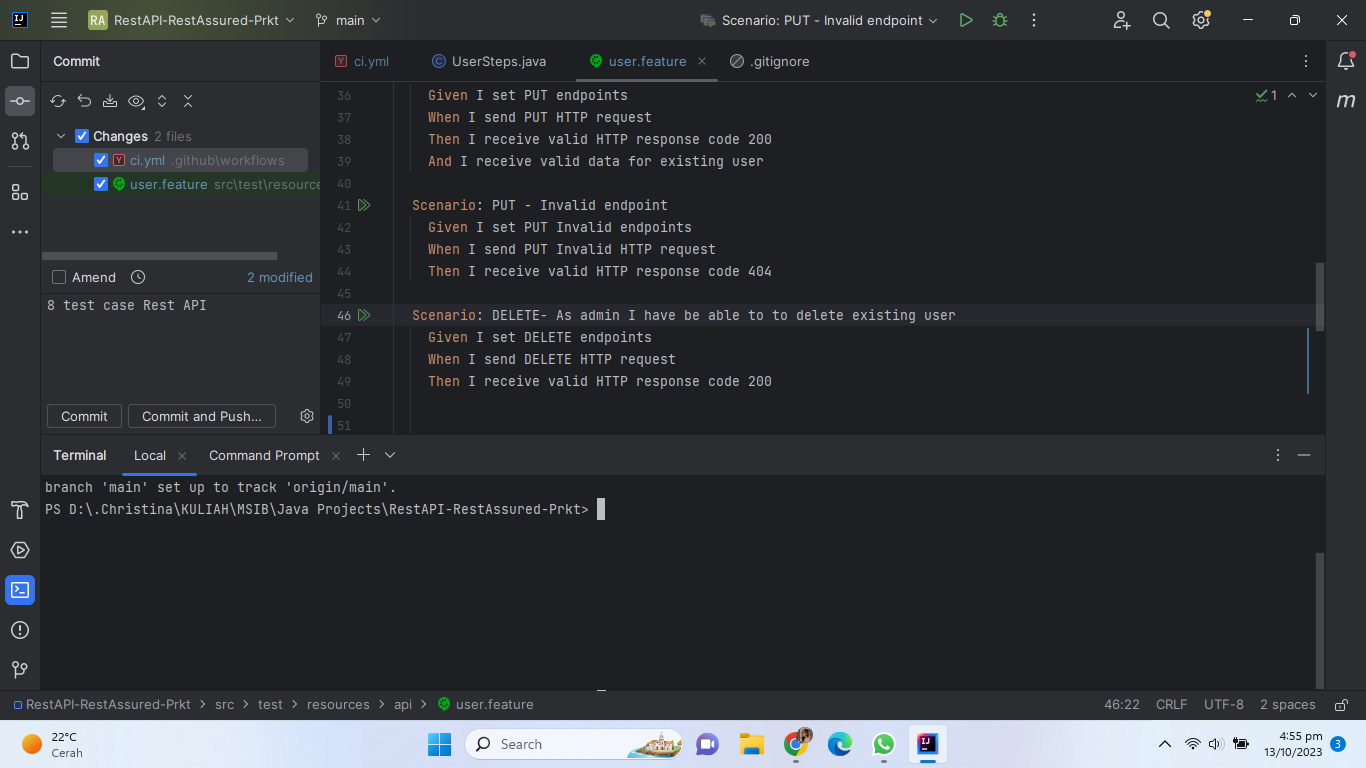 RA RestAPI-RestAssured-Prkt main Scenario: PUT - Invalid endpoint
Commit
ci.yml UserSteps.java user.feature .gitignore
Changes 2 files
ci.yml .github\workflows
user.feature src\test\resource
Amend 2 modified
8 test case Rest API
Commit Commit and Push...
36 Given I set PUT endpoints
37 When I send PUT HTTP request
38 Then I receive valid HTTP response code 200
39 And I receive valid data for existing user
40
41 Scenario: PUT - Invalid endpoint
42 Given I set PUT Invalid endpoints
43 When I send PUT Invalid HTTP request
44 Then I receive valid HTTP response code 404
45
46 Scenario: DELETE- As admin I have be able to to delete existing user
47 Given I set DELETE endpoints
48 When I send DELETE HTTP request
49 Then I receive valid HTTP response code 200
50
51
1
m
Terminal Local Command Prompt
branch 'main' set up to track 'origin/main'.
PS D:\.Christina\KULIAH\MSIB\Java Projects\RestAPI-RestAssured-Prkt>
RestAPI-RestAssured-Prkt > src > test > resources > api > user.feature 46:22 CRLF UTF-8 2 spaces
22°C
Cerah
Search
4:55 pm
13/10/2023
3